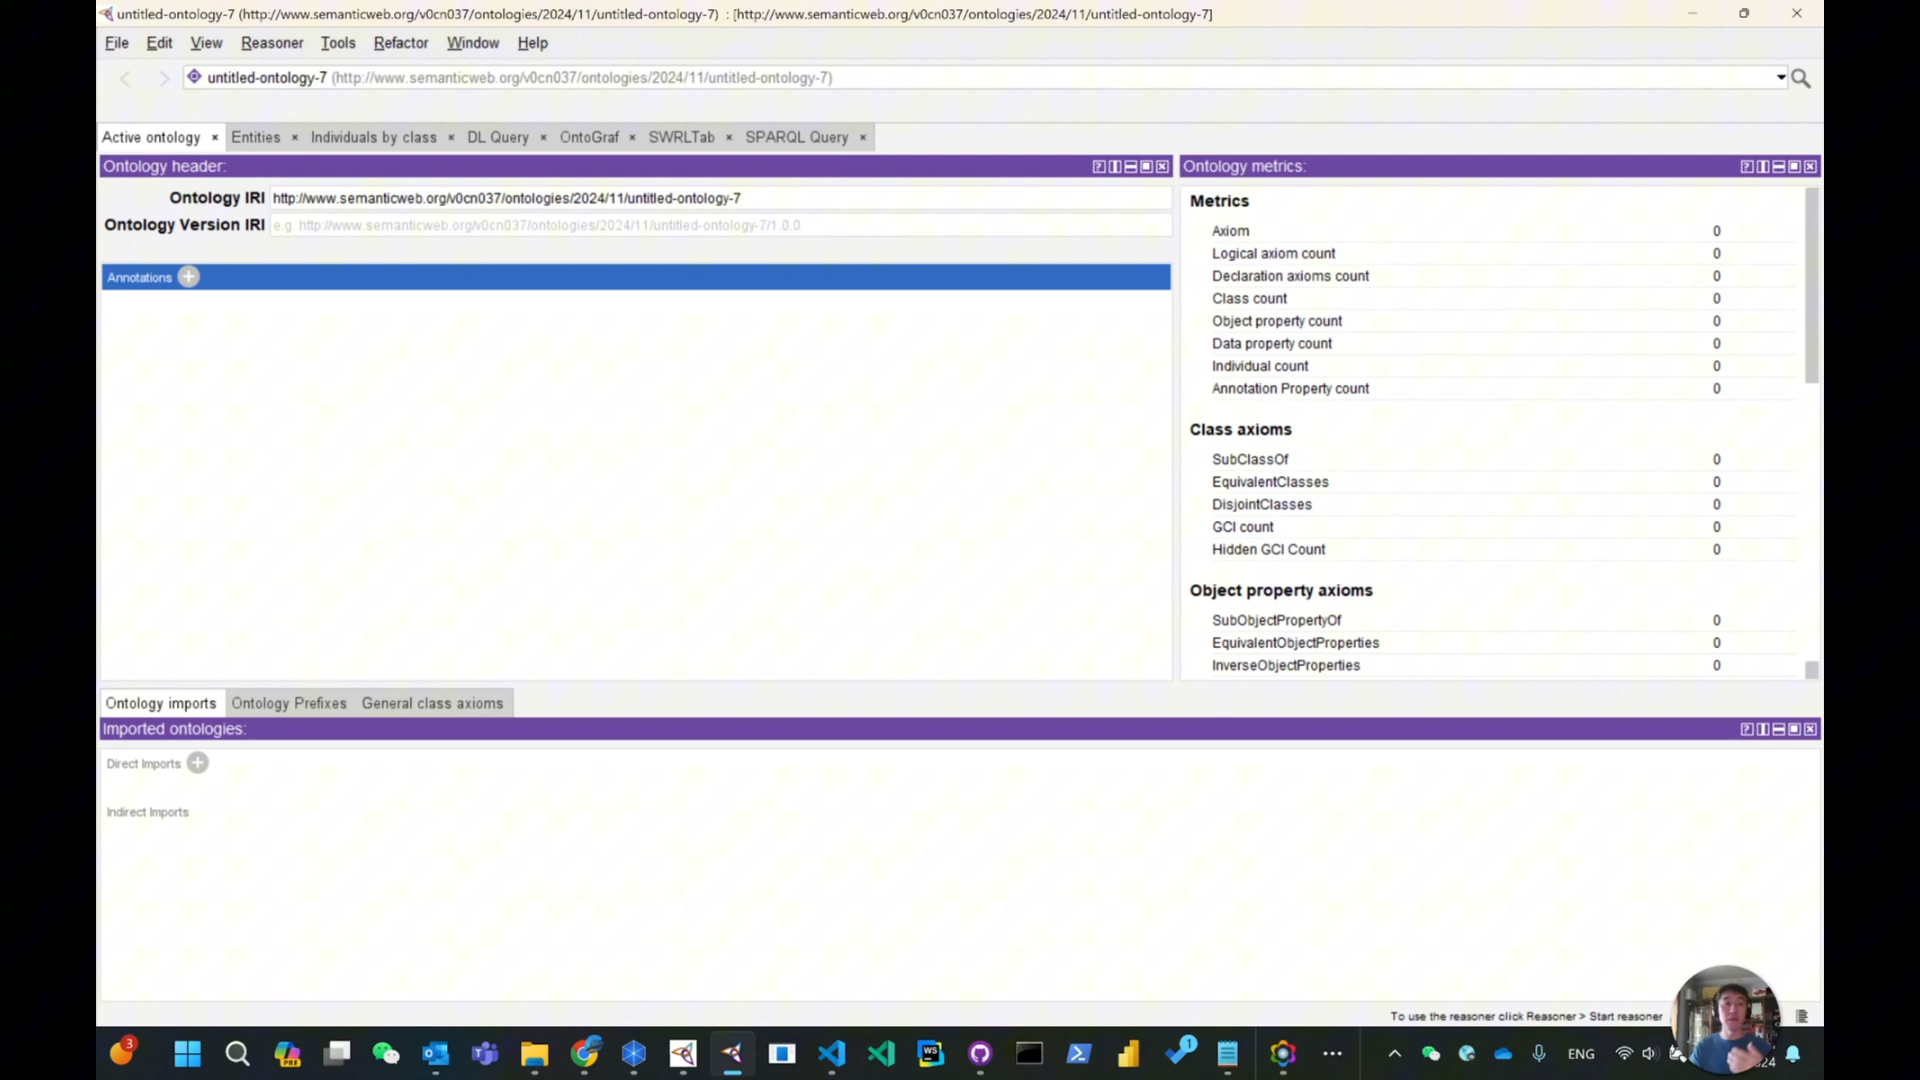 untitled-ontology-7 (http://www.semanticweb.org/v0cn037/ontologies/2024/11/untitled-ontology-7) : [http://www.semanticweb.org/v0cn037/ontologies/2024/11/untitled-ontology-7]
File Edit View Reasoner Tools Refactor Window Help
untitled-ontology-7 (http://www.semanticweb.org/v0cn037/ontologies/2024/11/untitled-ontology-7)
Active ontology × Entities × Individuals by class × DL Query × OntoGraf × SWRLTab × SPARQL Query ×
Ontology header:
Ontology IRI http://www.semanticweb.org/v0cn037/ontologies/2024/11/untitled-ontology-7
Ontology Version IRI e.g. http://www.semanticweb.org/v0cn037/ontologies/2024/11/untitled-ontology-7/1.0.0
Annotations
Ontology metrics:
Metrics
Axiom 0
Logical axiom count 0
Declaration axioms count 0
Class count 0
Object property count 0
Data property count 0
Individual count 0
Annotation Property count 0
Class axioms
SubClassOf 0
EquivalentClasses 0
DisjointClasses 0
GCI count 0
Hidden GCI Count 0
Object property axioms
SubObjectPropertyOf 0
EquivalentObjectProperties 0
InverseObjectProperties 0
Ontology imports Ontology Prefixes General class axioms
Imported ontologies:
Direct Imports
Indirect Imports
To use the reasoner click Reasoner > Start reasoner
3
PRE
WS
1
ENG